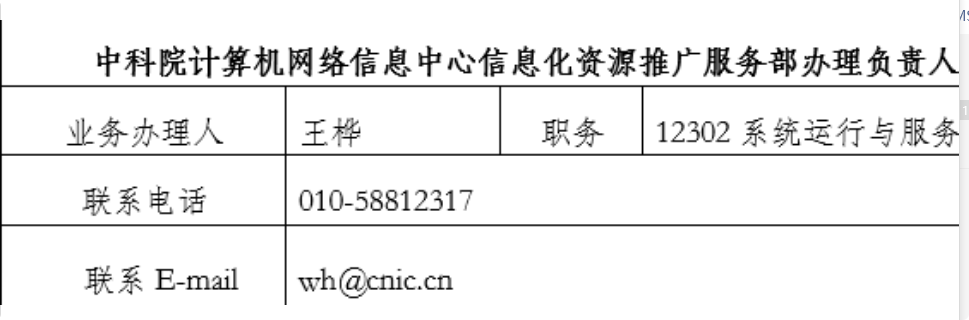 中科院计算机网络信息中心信息化资源推广服务部办理负责人
业务办理人 王桦 职务 12302 系统运行与服务
联系电话 010-58812317
联系 E-mail wh@cnic.cn